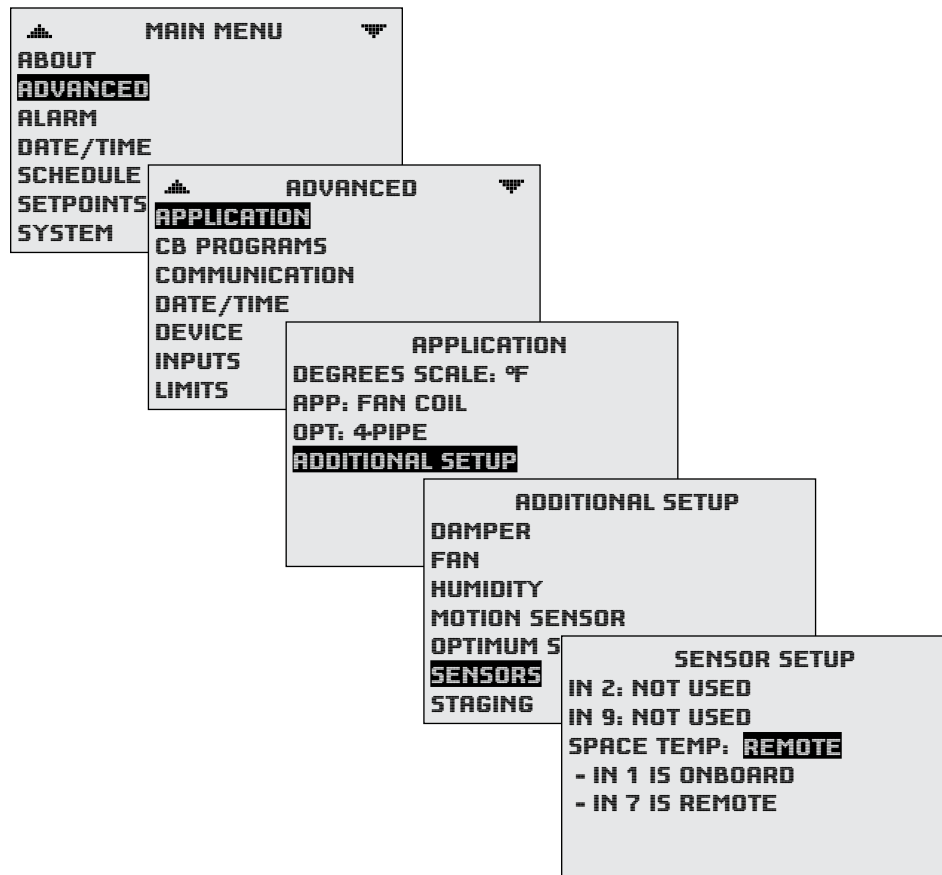 MAIN MENU
ABOUT
ADVANCED
ALARM
DATE/TIME
SCHEDULE
SETPOINTS
SYSTEM
ADVANCED
APPLICATION
CB PROGRAMS
COMMUNICATION
DATE/TIME
DEVICE
INPUTS
LIMITS
APPLICATION
DEGREES SCALE: °F
APP: FAN COIL
OPT: 4-PIPE
ADDITIONAL SETUP
ADDITIONAL SETUP
DAMPER
FAN
HUMIDITY
MOTION SENSOR
OPTIMUM S
SENSORS
STAGING
SENSOR SETUP
IN 2: NOT USED
IN 9: NOT USED
SPACE TEMP: REMOTE
- IN 1 IS ONBOARD
- IN 7 IS REMOTE